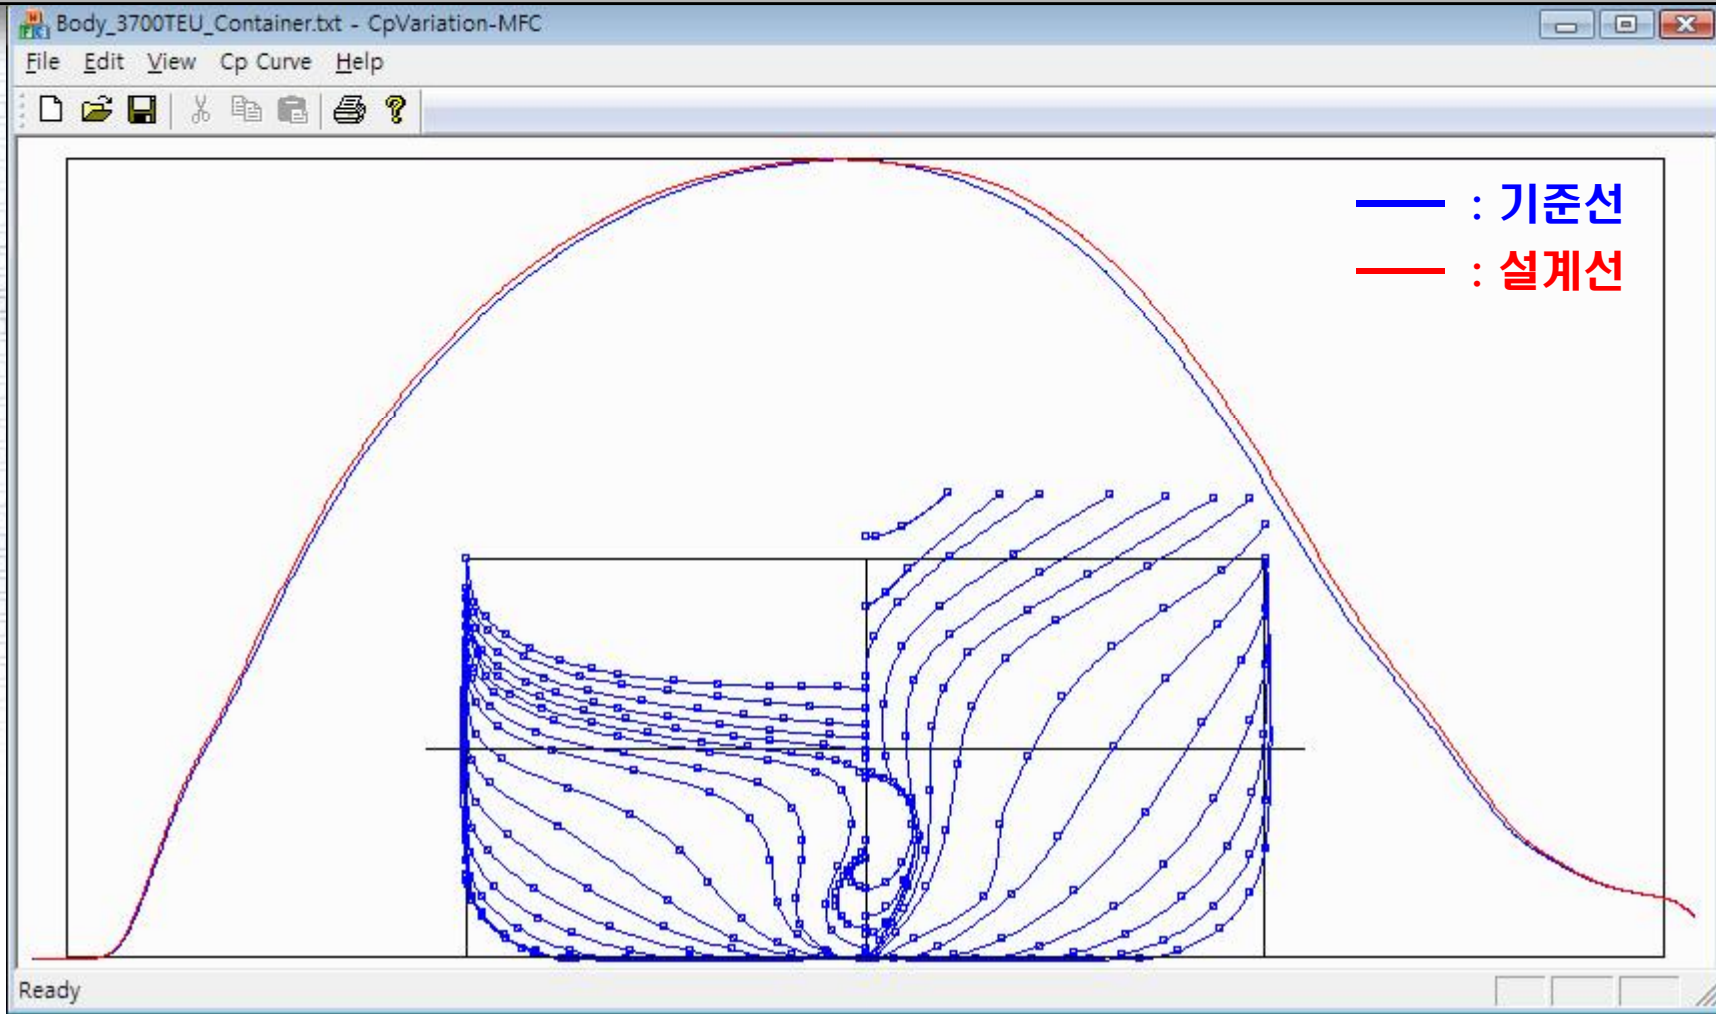 Body_3700TEU_Container.txt - CpVariation-MFC
File Edit View Cp Curve Help
: 기준선
: 설계선
Ready